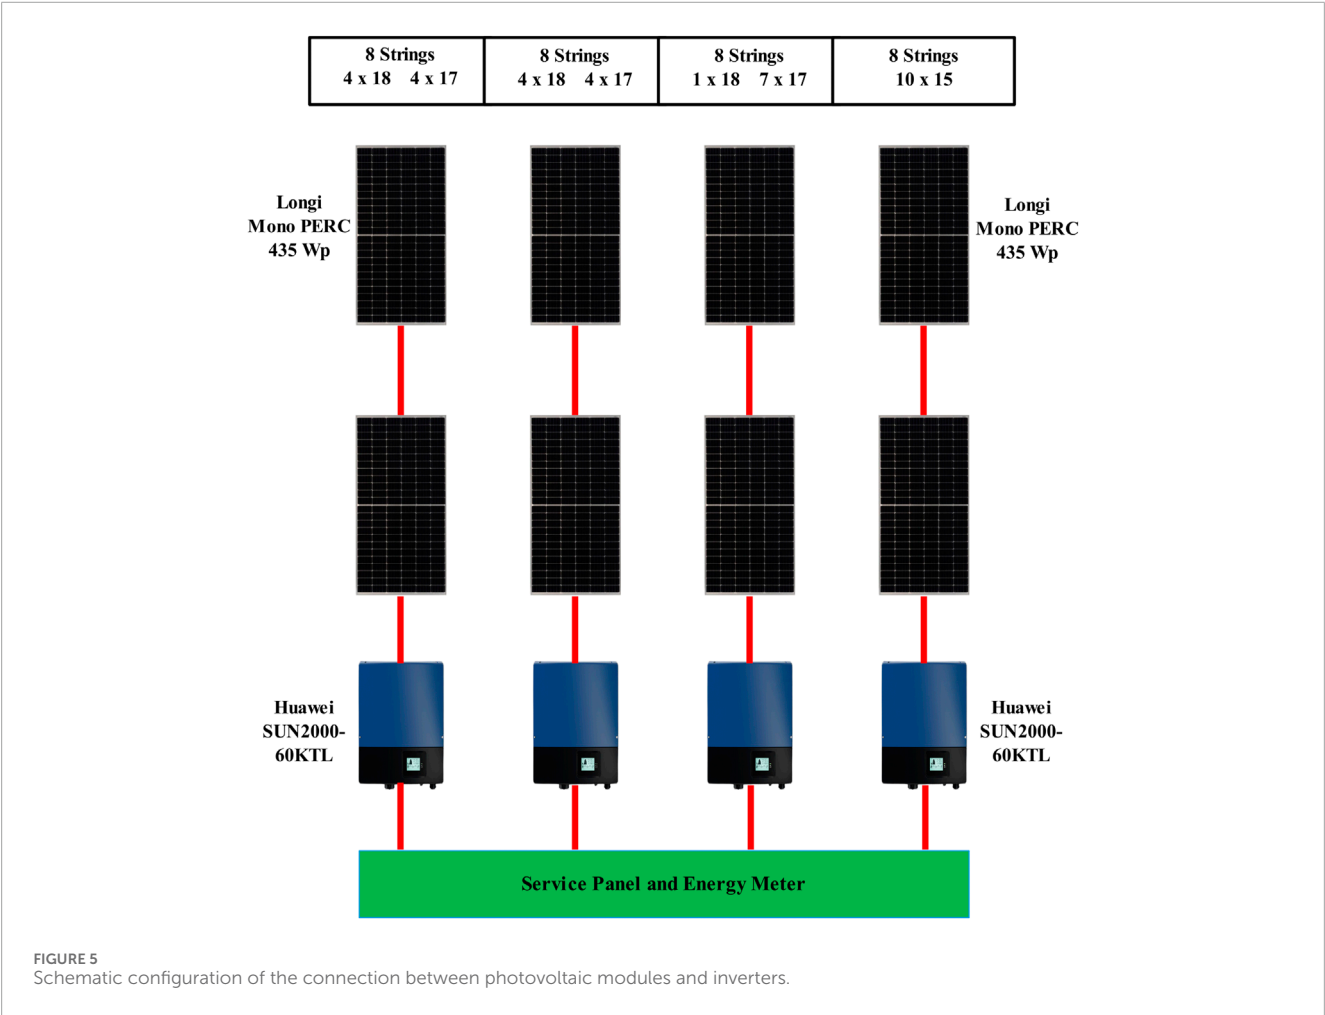 8 Strings
4 x 18 4 x 17
8 Strings
4 x 18 4 x 17
8 Strings
1 x 18 7 x 17
8 Strings
10 x 15
Longi
Mono PERC
435 Wp
Longi
Mono PERC
435 Wp
Huawei
SUN2000-
60KTL
Huawei
SUN2000-
60KTL
Service Panel and Energy Meter
FIGURE 5
Schematic configuration of the connection between photovoltaic modules and inverters.